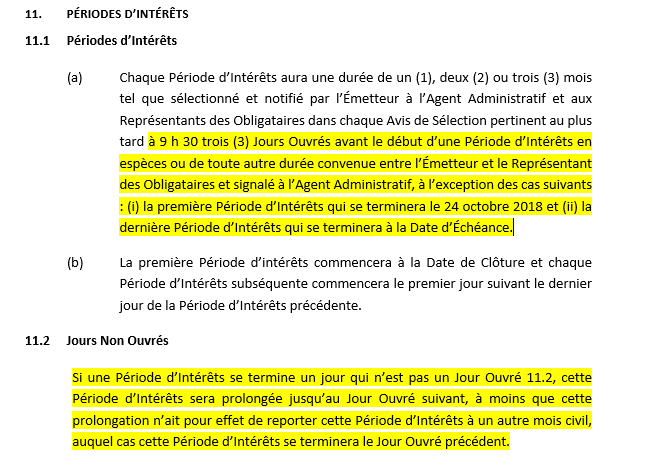 11. PÉRIODES D’INTÉRÊTS
11.1 Périodes d’Intérêts
(a) Chaque Période d’Intérêts aura une durée de un (1), deux (2) ou trois (3) mois
tel que sélectionné et notifié par l’Émetteur à l’Agent Administratif et aux
Représentants des Obligataires dans chaque Avis de Sélection pertinent au plus
tard à 9 h 30 trois (3) Jours Ouvrés avant le début d’une Période d’Intérêts en
espèces ou de toute autre durée convenue entre l’Émetteur et le Représentant
des Obligataires et signalé à l’Agent Administratif, à l’exception des cas suivants
: (i) la première Période d’Intérêts qui se terminera le 24 octobre 2018 et (ii) la
dernière Période d’Intérêts qui se terminera à la Date d’Échéance.
(b) La première Période d’intérêts commencera à la Date de Clôture et chaque
Période d’Intérêts subséquente commencera le premier jour suivant le dernier
jour de la Période d’Intérêts précédente.
11.2 Jours Non Ouvrés
Si une Période d’Intérêts se termine un jour qui n’est pas un Jour Ouvré 11.2, cette
Période d’Intérêts sera prolongée jusqu’au Jour Ouvré suivant, à moins que cette
prolongation n’ait pour effet de reporter cette Période d’Intérêts à un autre mois civil,
auquel cas cette Période d’Intérêts se terminera le Jour Ouvré précédent.